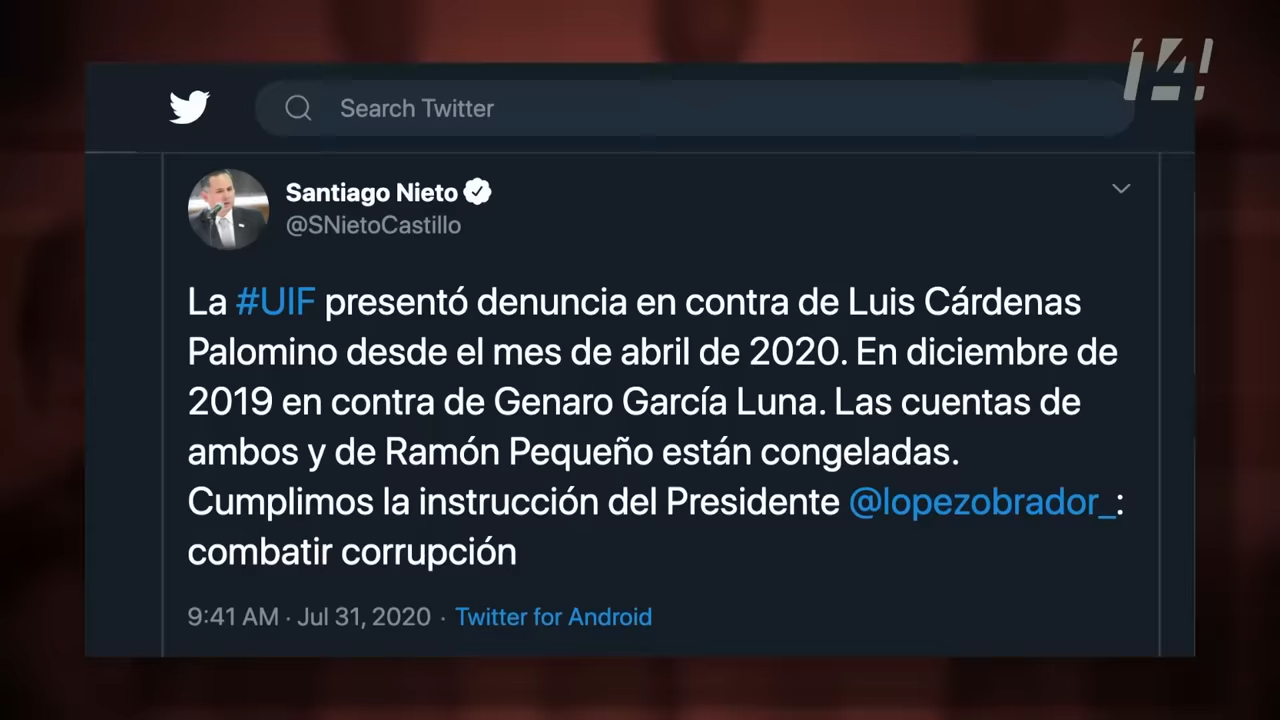 14!
Search Twitter
Santiago Nieto
@SNietoCastillo
La #UIF presentó denuncia en contra de Luis Cárdenas
Palomino desde el mes de abril de 2020. En diciembre de
2019 en contra de Genaro García Luna. Las cuentas de
ambos y de Ramón Pequeño están congeladas.
Cumplimos la instrucción del Presidente @lopezobrador_:
combatir corrupción
9:41 AM · Jul 31, 2020 · Twitter for Android